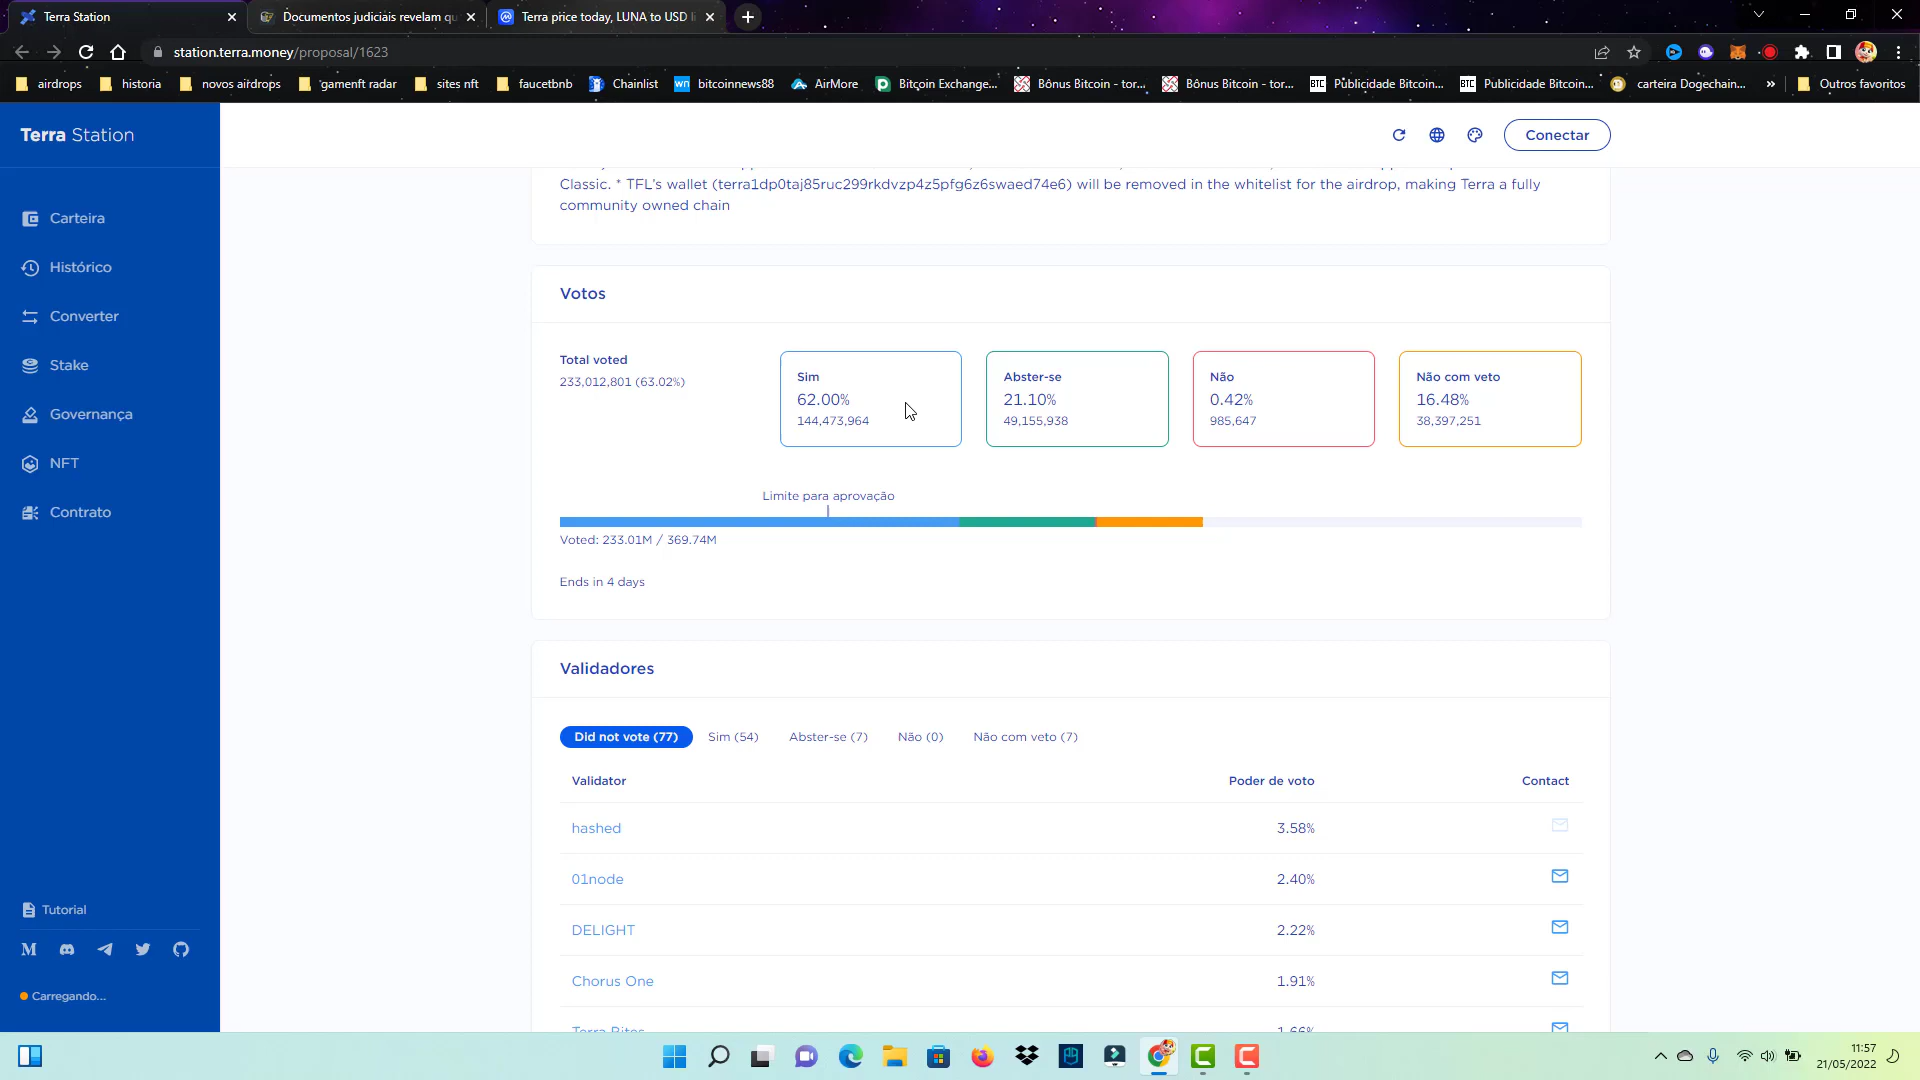 Terra Station
Documentos judiciais revelam qu
Terra price today, LUNA to USD li
station.terra.money/proposal/1623
airdrops
historia
novos airdrops
'gamenft radar
sites nft
faucetbnb
Chainlist
wn bitcoinnews88
AirMore
Bitcoin Exchange...
Bônus Bitcoin - tor...
Bônus Bitcoin - tor...
BTC Publicidade Bitcoin...
BTC Publicidade Bitcoin...
carteira Dogechain...
»
Outros favoritos
Terra Station
Conectar
Carteira
Histórico
Converter
Stake
Governança
NFT
Contrato
Tutorial
Carregando...
Classic. * TFL's wallet (terra1dp0taj85ruc299rkdvzp4z5pfg6z6swaed74e6) will be removed in the whitelist for the airdrop, making Terra a fully
community owned chain
Votos
Total voted
233,012,801 (63.02%)
Sim
62.00%
144,473,964
Abster-se
21.10%
49,155,938
Não
0.42%
985,647
Não com veto
16.48%
38,397,251
Limite para aprovação
Voted: 233.01M / 369.74M
Ends in 4 days
Validadores
Did not vote (77)
Sim (54)
Abster-se (7)
Não (0)
Não com veto (7)
Validator
Poder de voto
Contact
hashed
3.58%
01node
2.40%
DELIGHT
2.22%
Chorus One
1.91%
Terra Bites
1.66%
11:57
21/05/2022